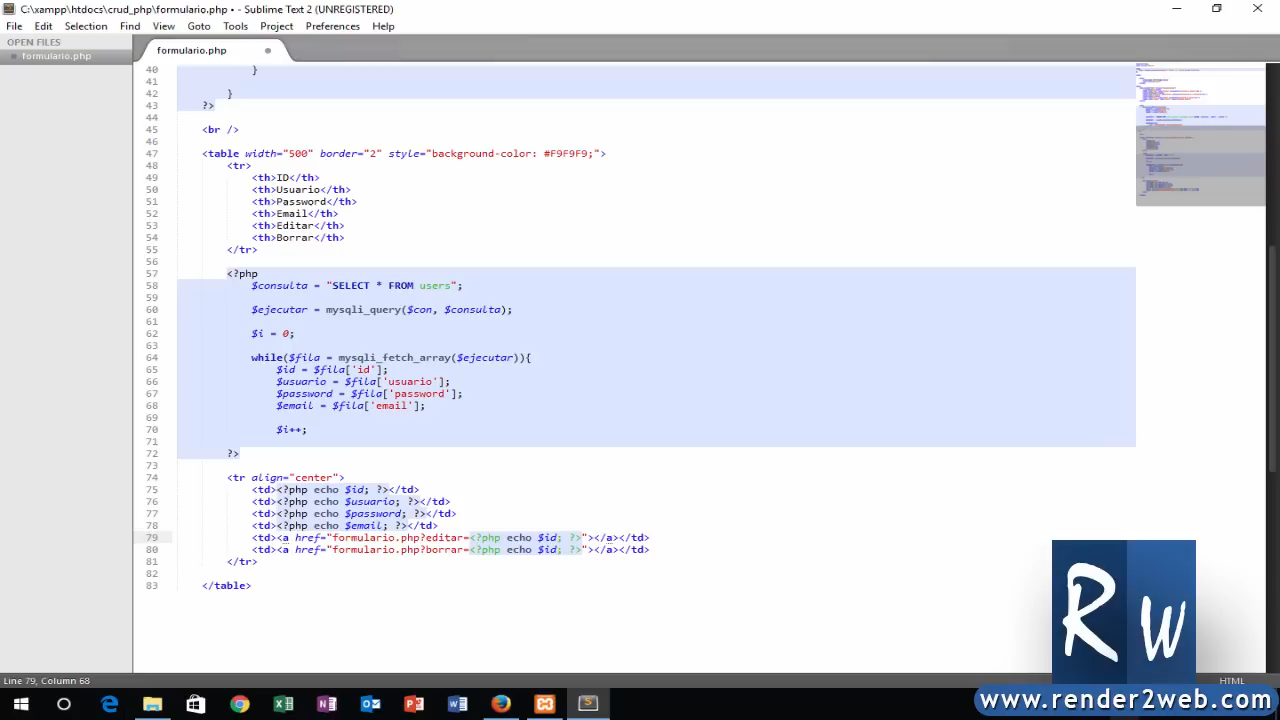 C:\xampp\htdocs\crud_php\formulario.php • - Sublime Text 2 (UNREGISTERED)
File Edit Selection Find View Goto Tools Project Preferences Help
OPEN FILES
formulario.php
formulario.php
40 }
41
42 }
43 ?>
44
45 <br />
46
47 <table width="500" border="2" style="background-color: #F9F9F9;">
48 <tr>
49 <th>ID</th>
50 <th>Usuario</th>
51 <th>Password</th>
52 <th>Email</th>
53 <th>Editar</th>
54 <th>Borrar</th>
55 </tr>
56
57 <?php
58 $consulta = "SELECT * FROM users";
59
60 $ejecutar = mysqli_query($con, $consulta);
61
62 $i = 0;
63
64 while($fila = mysqli_fetch_array($ejecutar)){
65 $id = $fila['id'];
66 $usuario = $fila['usuario'];
67 $password = $fila['password'];
68 $email = $fila['email'];
69
70 $i++;
71
72 ?>
73
74 <tr align="center">
75 <td><?php echo $id; ?></td>
76 <td><?php echo $usuario; ?></td>
77 <td><?php echo $password; ?></td>
78 <td><?php echo $email; ?></td>
79 <td><a href="formulario.php?editar=<?php echo $id; ?>"></a></td>
80 <td><a href="formulario.php?borrar=<?php echo $id; ?>"></a></td>
81 </tr>
82
83 </table>
RW
Line 79, Column 68
HTML
www.render2web.com